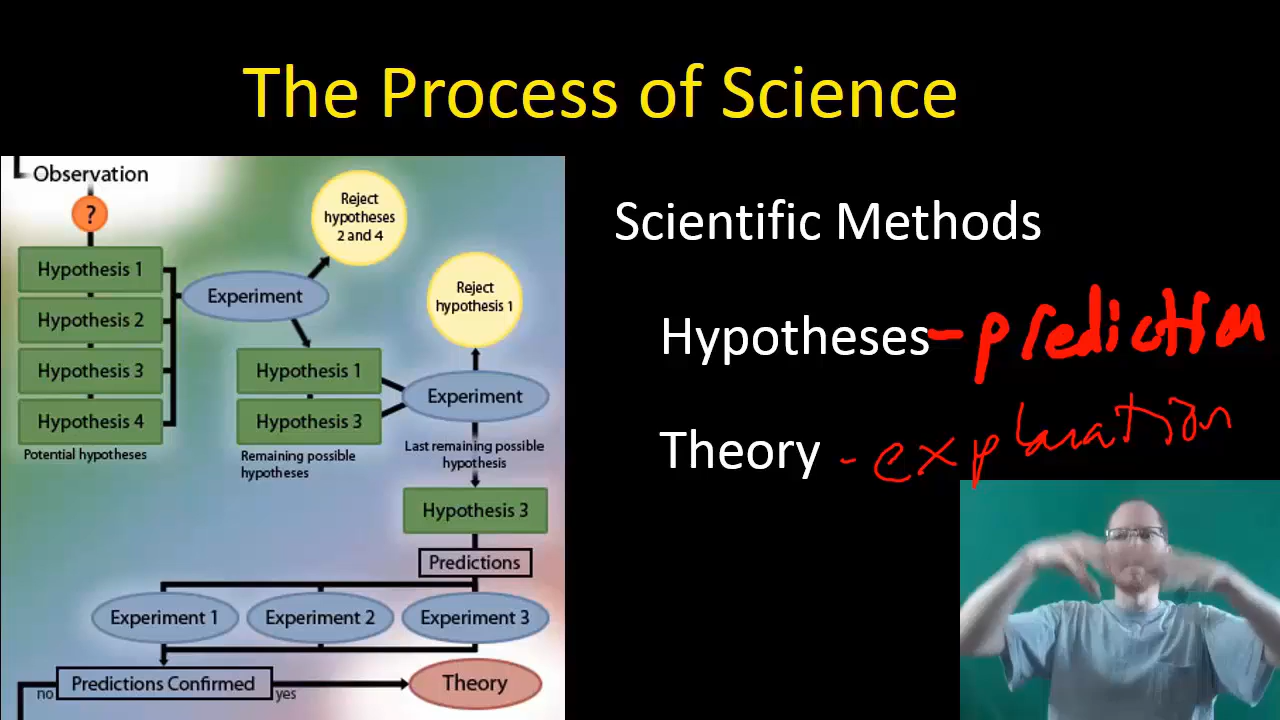 The Process of Science
Observation
?
Hypothesis 1
Hypothesis 2
Hypothesis 3
Hypothesis 4
Potential hypotheses
Experiment
Reject
hypotheses
2 and 4
Hypothesis 1
Hypothesis 3
Remaining possible
hypotheses
Experiment
Reject
hypothesis 1
Last remaining possible
hypothesis
Hypothesis 3
Predictions
Experiment 1
Experiment 2
Experiment 3
Predictions Confirmed
no
yes
Theory
Scientific Methods
Hypotheses - prediction
Theory - explanation